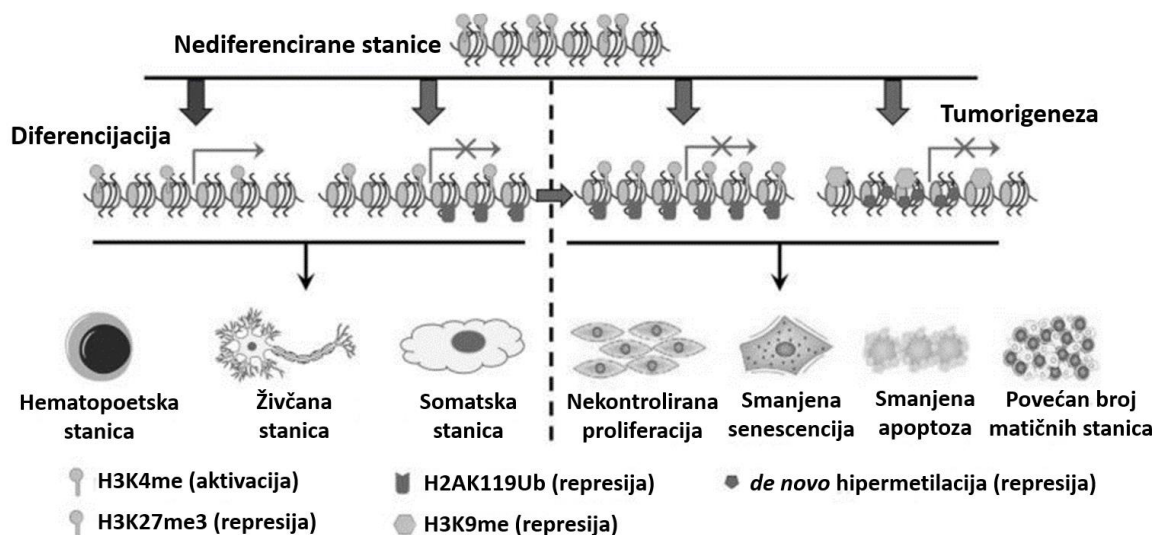 Nediferencirane stanice
Diferencijacija
Tumorigeneza
Hematopoetska
stanica
Živčana
stanica
Somatska
stanica
Nekontrolirana
proliferacija
Smanjena
senescencija
Smanjena
apoptoza
Povećan broj
matičnih stanica
H3K4me (aktivacija)
H2AK119Ub (represija)
de novo hipermetilacija (represija)
H3K27me3 (represija)
H3K9me (represija)